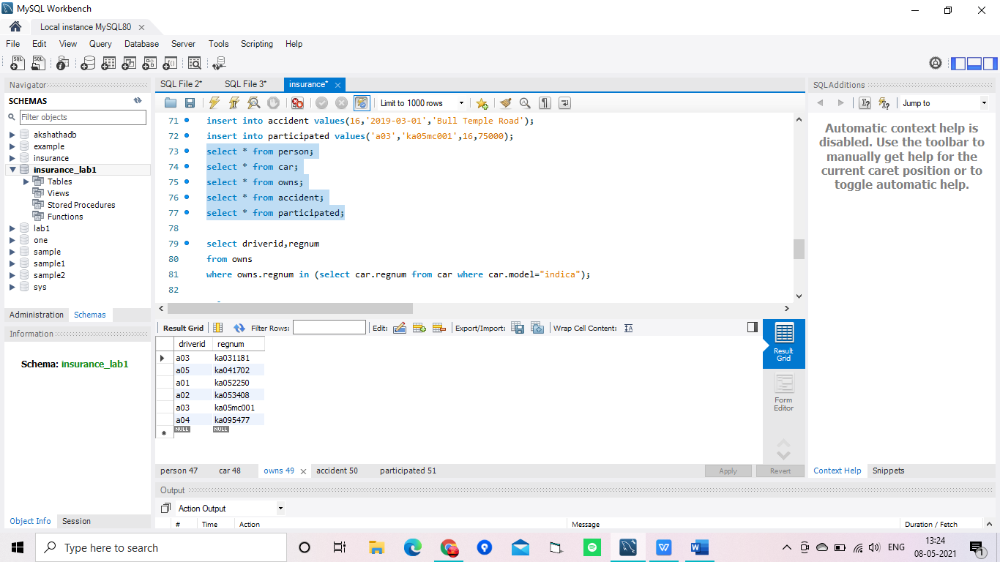 MySQL Workbench
Local instance MySQL80
File Edit View Query Database Server Tools Scripting Help
Navigator
SCHEMAS
Filter objects
akshathadb
example
insurance
insurance_lab1
Tables
Views
Stored Procedures
Functions
lab1
one
sample
sample1
sample2
sys
Administration Schemas
Information
Schema: insurance_lab1
Object Info Session
SQL File 2* SQL File 3* insurance*
Limit to 1000 rows
71 insert into accident values(16,'2019-03-01','Bull Temple Road');
72 insert into participated values('a03','ka05mc001',16,75000);
73 select * from person;
74 select * from car;
75 select * from owns;
76 select * from accident;
77 select * from participated;
78
79 select driverid,regnum
80 from owns
81 where owns.regnum in (select car.regnum from car where car.model="indica");
82
Result Grid Filter Rows: Edit: Export/Import: Wrap Cell Content:
driverid regnum
a03 ka031181
a05 ka041702
a01 ka052250
a02 ka053408
a03 ka05mc001
a04 ka095477
NULL NULL
Result Grid
Form Editor
person 47 car 48 owns 49 accident 50 participated 51
Apply Revert
Output
Action Output
# Time Action Message Duration / Fetch
SQLAdditions
Jump to
Automatic context help is
disabled. Use the toolbar to
manually get help for the
current caret position or to
toggle automatic help.
Context Help Snippets
Type here to search
ENG
13:24
08-05-2021
1